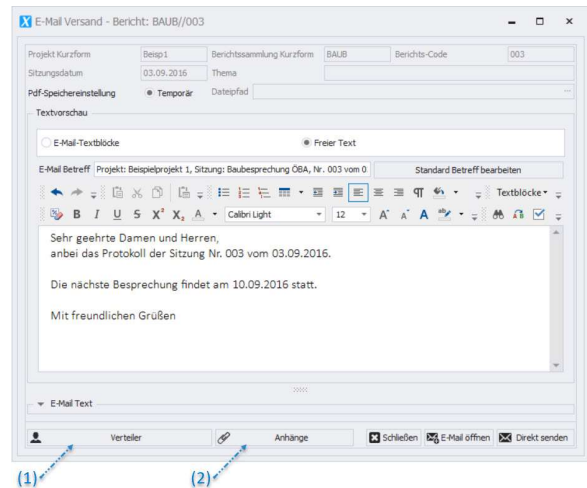 E-Mail Versand - Bericht: BAUB//003
Projekt Kurzform Beisp1 Berichtssammlung Kurzform BAUB Berichts-Code 003
Sitzungsdatum 03.09.2016 Thema
Pdf-Speichereinstellung Temporär Dateipfad ...
Textvorschau
E-Mail-Textblöcke Freier Text
E-Mail Betreff Projekt: Beispielprojekt 1, Sitzung: Baubesprechung ÖBA, Nr. 003 vom 0 Standard Betreff bearbeiten
Textblöcke
B I U S X² X₂ A Calibri Light 12 A A A ab
Sehr geehrte Damen und Herren,
anbei das Protokoll der Sitzung Nr. 003 vom 03.09.2016.
Die nächste Besprechung findet am 10.09.2016 statt.
Mit freundlichen Grüßen
E-Mail Text
Verteiler Anhänge Schließen E-Mail öffnen Direkt senden
(1) (2)